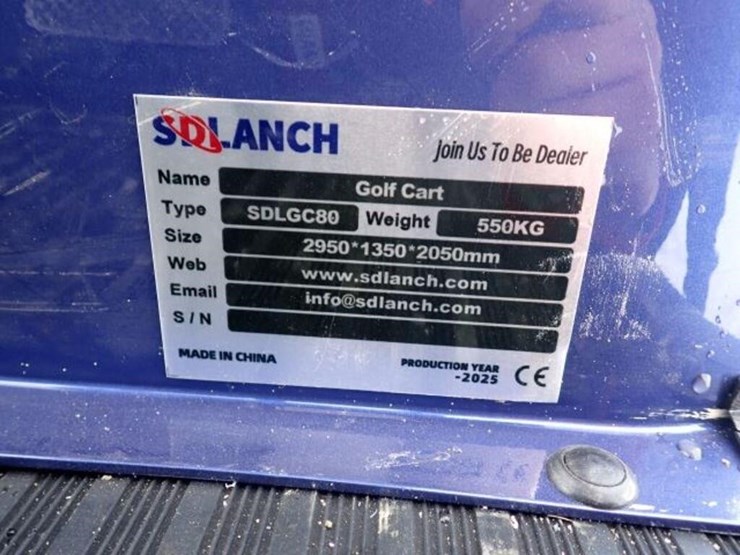 SDLANCH
Join Us To Be Dealer
Name Golf Cart
Type SDLGC80 Weight 550KG
Size 2950*1350*2050mm
Web www.sdlanch.com
Email info@sdlanch.com
S / N
MADE IN CHINA
PRODUCTION YEAR
-2025 CE